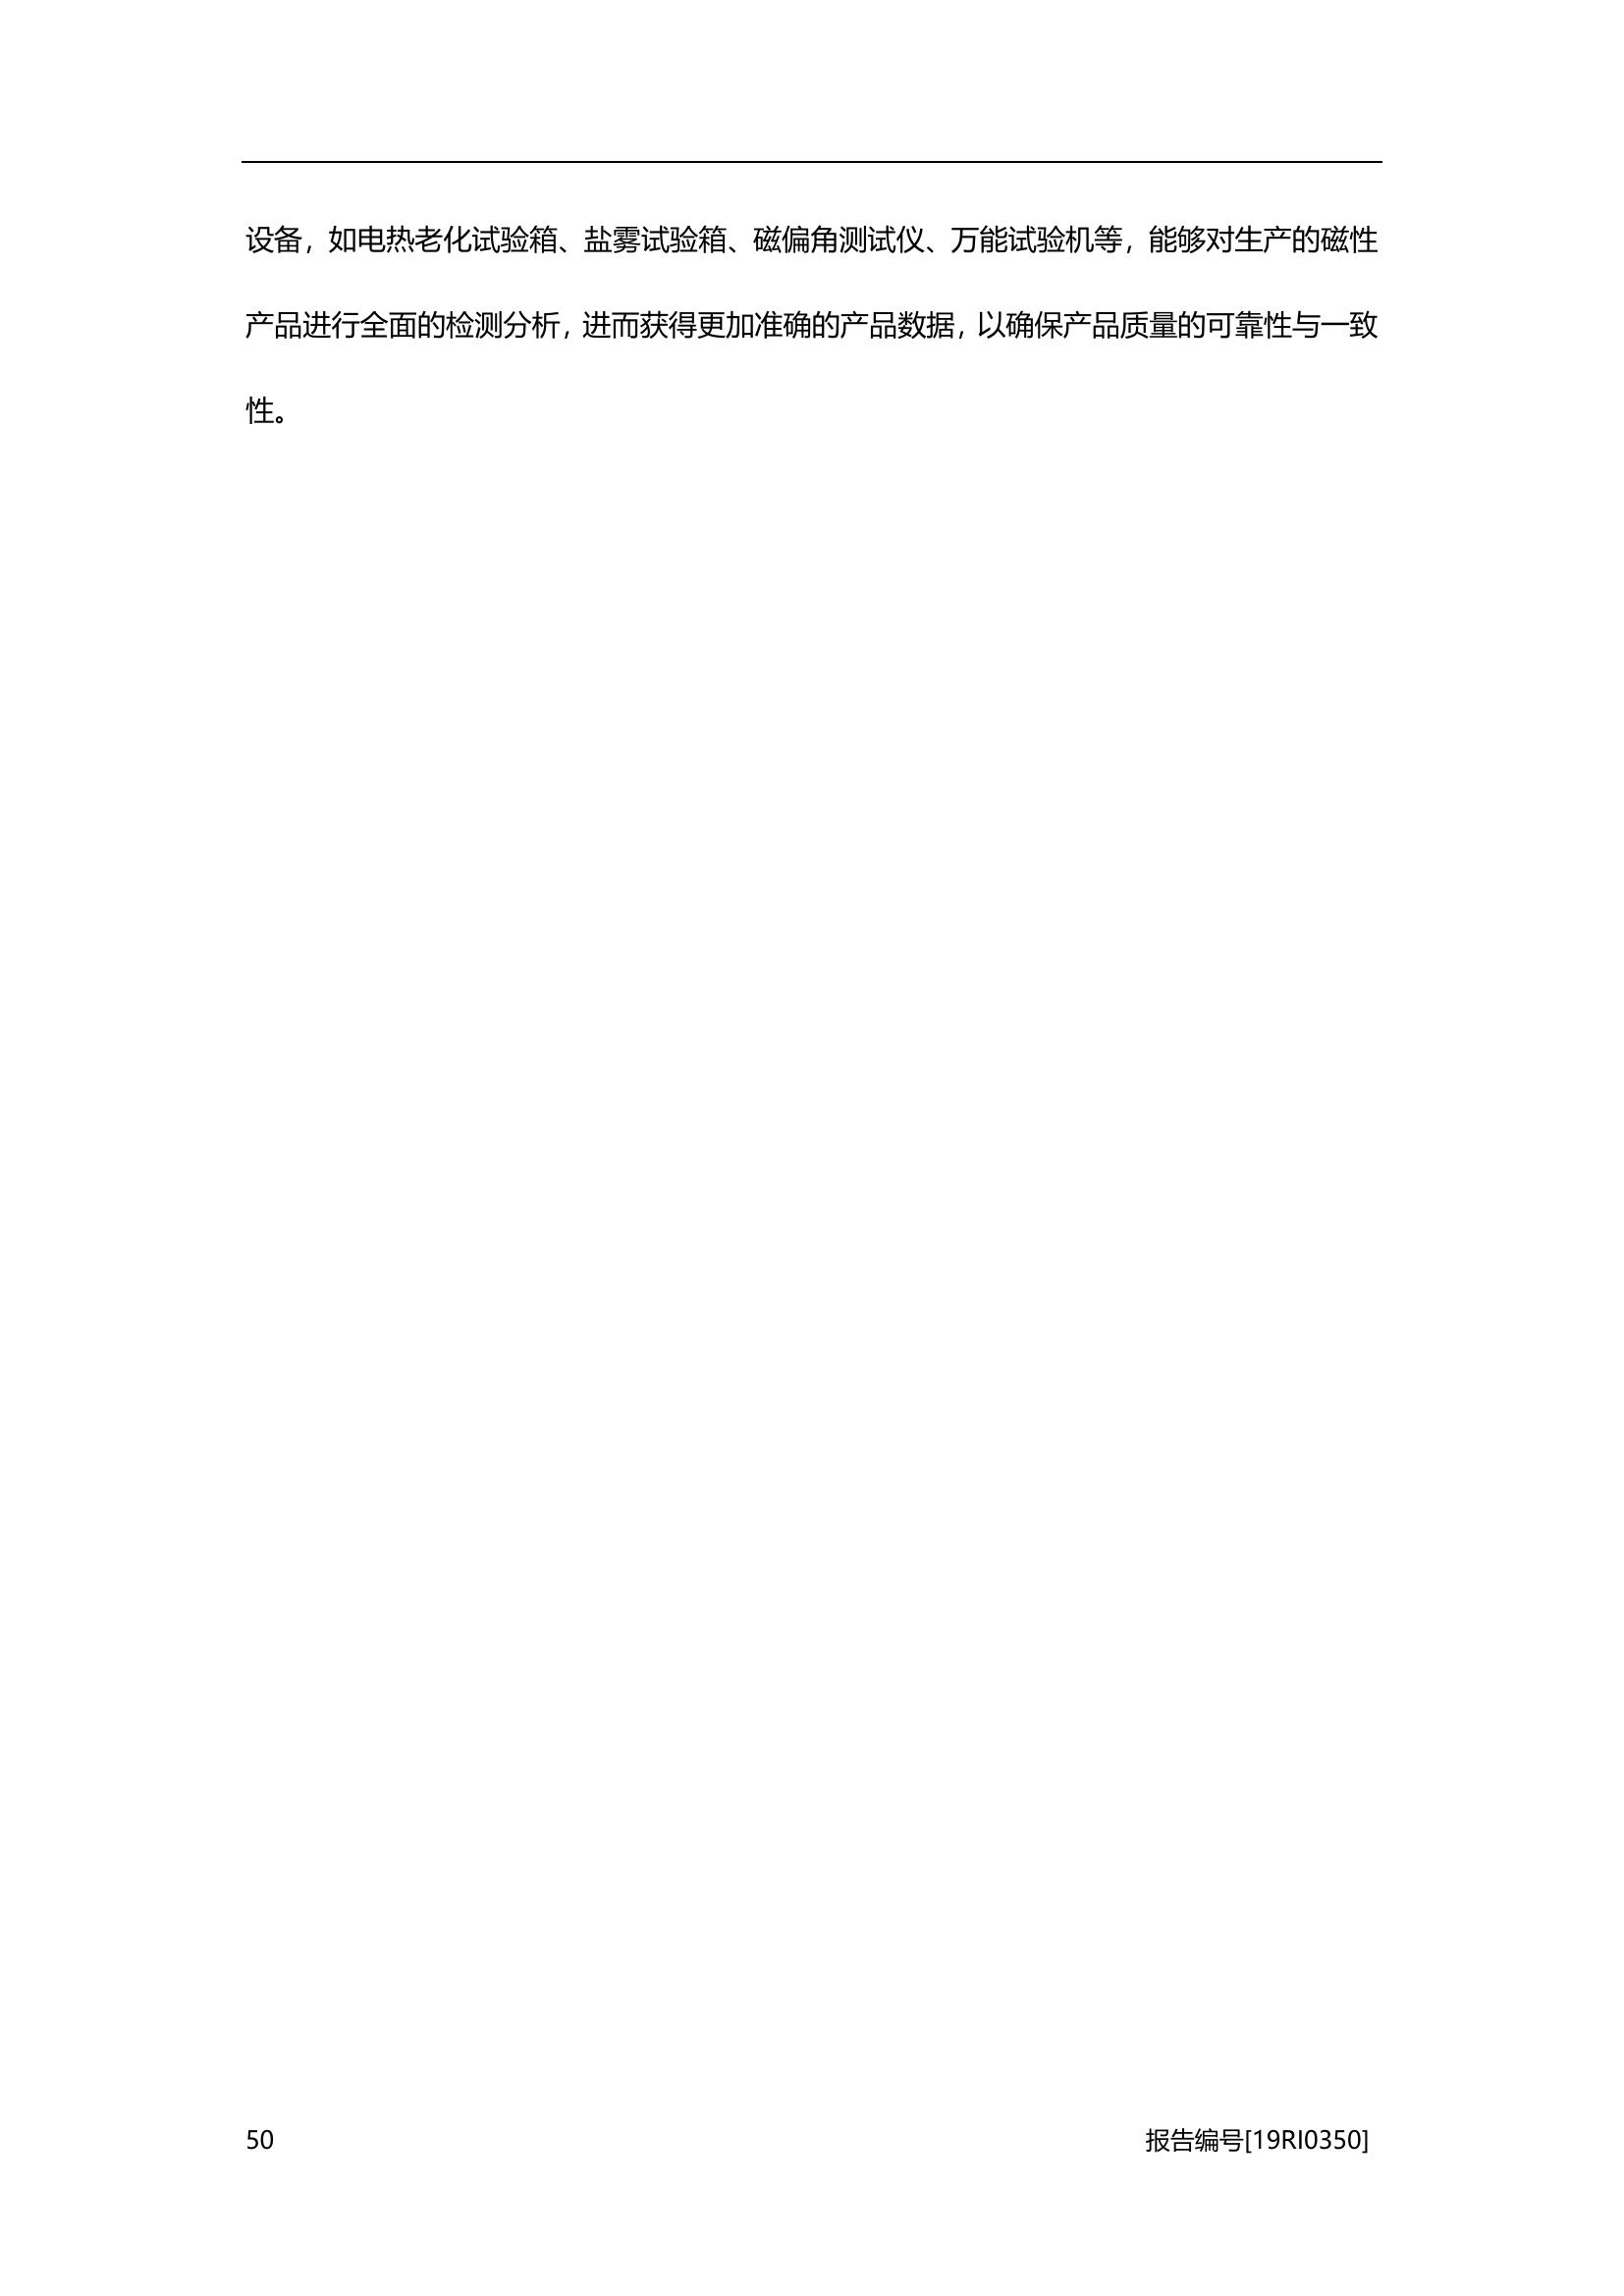 设备，如电热老化试验箱、盐雾试验箱、磁偏角测试仪、万能试验机等，能够对生产的磁性
产品进行全面的检测分析，进而获得更加准确的产品数据，以确保产品质量的可靠性与一致
性。
50 报告编号[19RI0350]